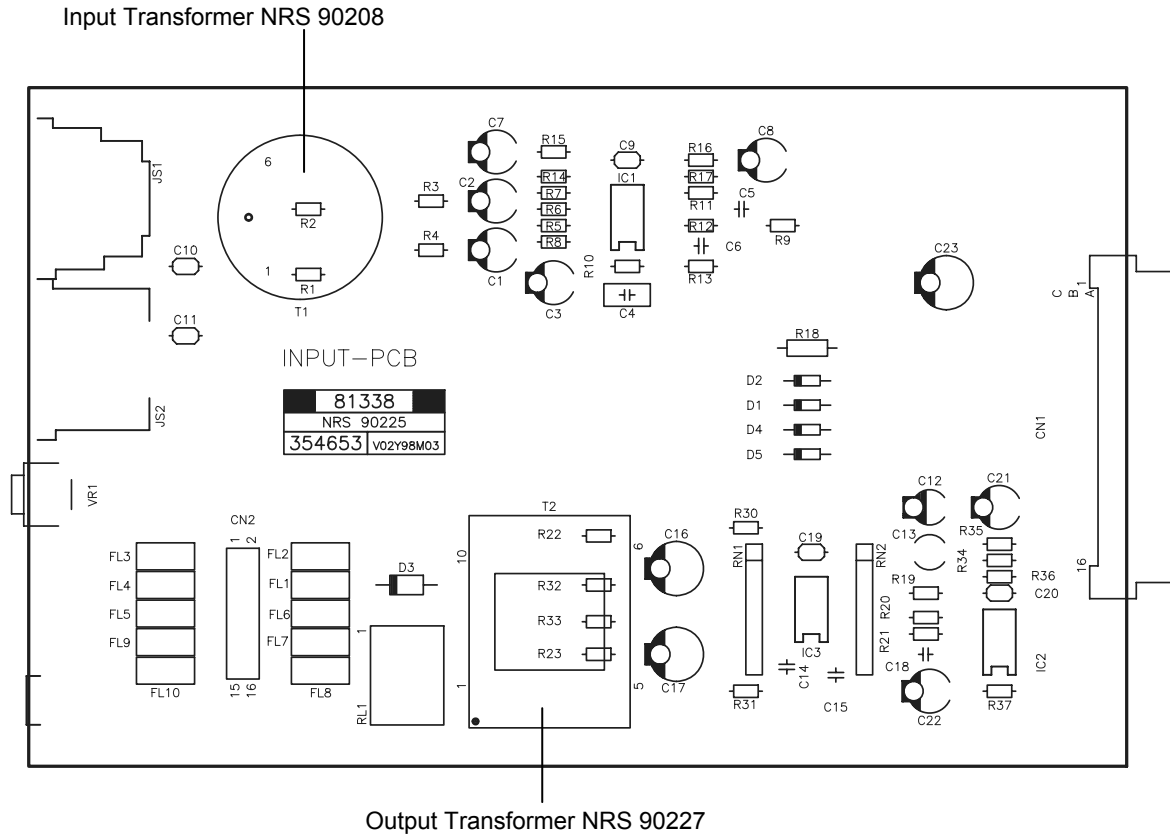 Input Transformer NRS 90208
C7
R15
C9
R16
C8
JS1
6
R14
IC1
R17
C2
R3
R7
R11
C5
R6
R2
R5
R12
R9
R4
R8
C6
C23
C10
1
R1
C1
R10
R13
T1
C3
C4
C B A
1
C11
R18
INPUT-PCB
D2
81338
D1
JS2
NRS 90225
D4
CN1
354653 V02Y98M03
D5
VR1
C12
C21
T2
CN2
R30
R35
1 2
R22
C16
C19
C13
FL3
FL2
10
6
RN1
RN2
R34
16
D3
R36
FL4
FL1
R32
R19
C20
FL5
FL6
R33
R20
FL9
FL7
1
R23
R21
IC3
IC2
C14
C18
15 16
1
5
C17
FL10
FL8
RL1
R31
C15
C22
R37
Output Transformer NRS 90227